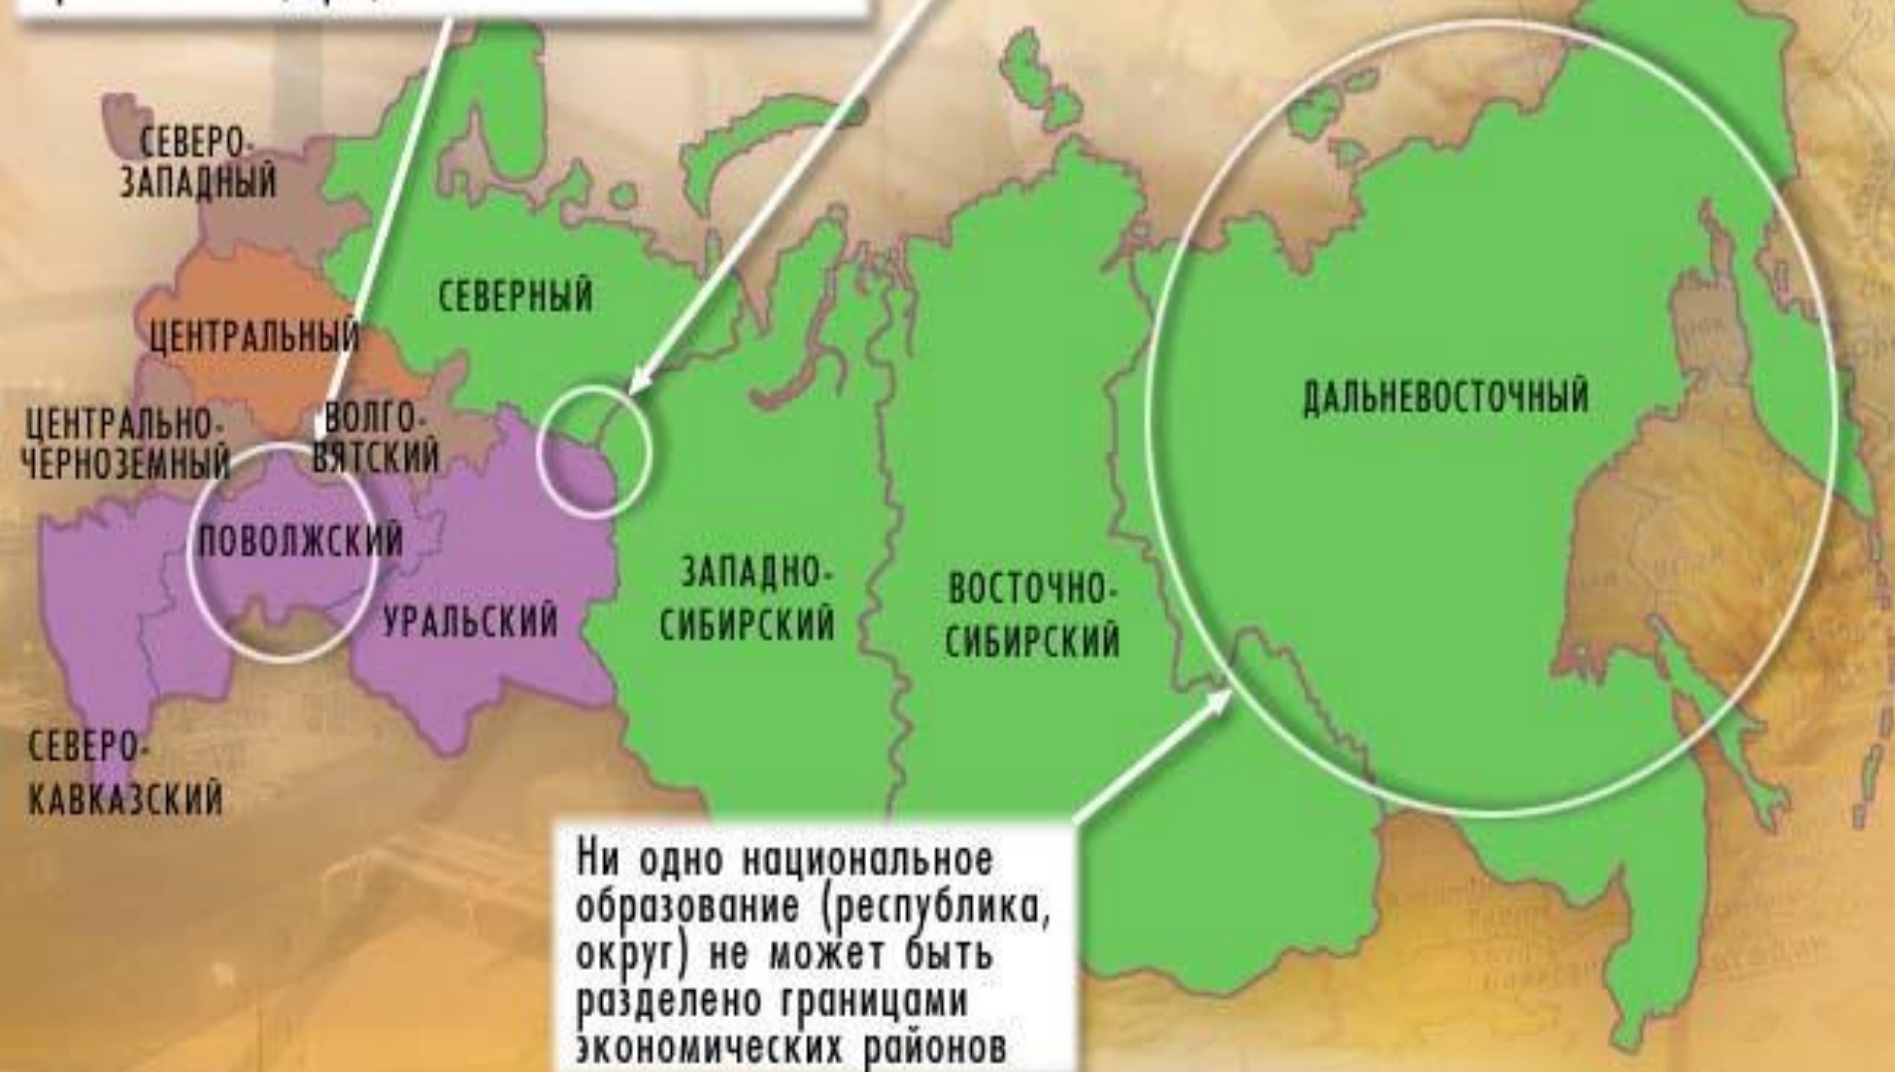 СЕВЕРО-
ЗАПАДНЫЙ
СЕВЕРНЫЙ
ЦЕНТРАЛЬНЫЙ
ЦЕНТРАЛЬНО-
ЧЕРНОЗЕМНЫЙ
ВОЛГО-
ВЯТСКИЙ
ПОВОЛЖСКИЙ
УРАЛЬСКИЙ
СЕВЕРО-
КАВКАЗСКИЙ
ЗАПАДНО-
СИБИРСКИЙ
ВОСТОЧНО-
СИБИРСКИЙ
ДАЛЬНЕВОСТОЧНЫЙ
Ни одно национальное
образование (республика,
округ) не может быть
разделено границами
экономических районов